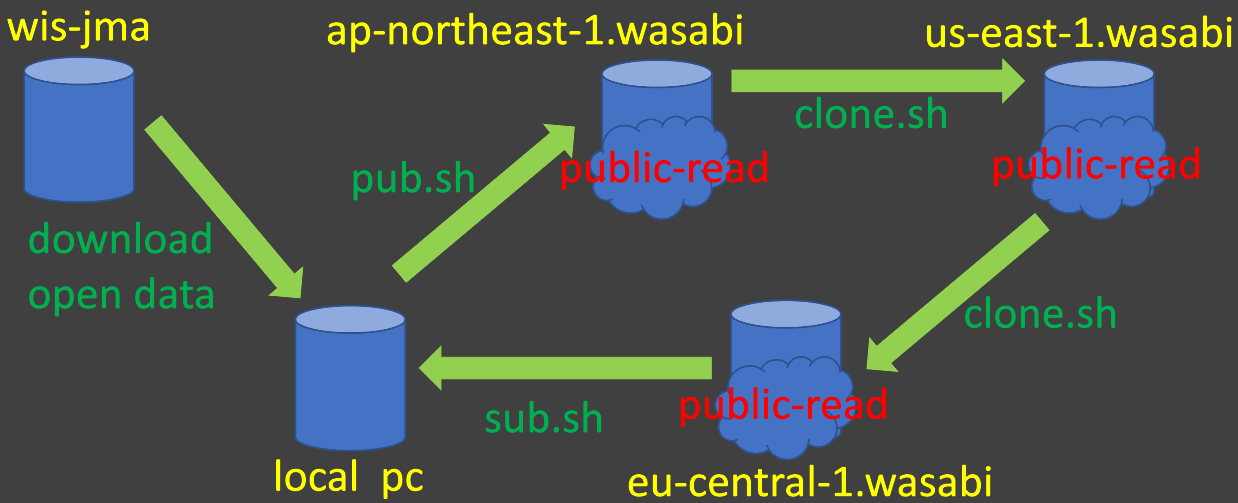 wis-jma
ap-northeast-1.wasabi
us-east-1.wasabi
clone.sh
pub.sh
public-read
public-read
download
open data
clone.sh
public-read
sub.sh
local pc
eu-central-1.wasabi